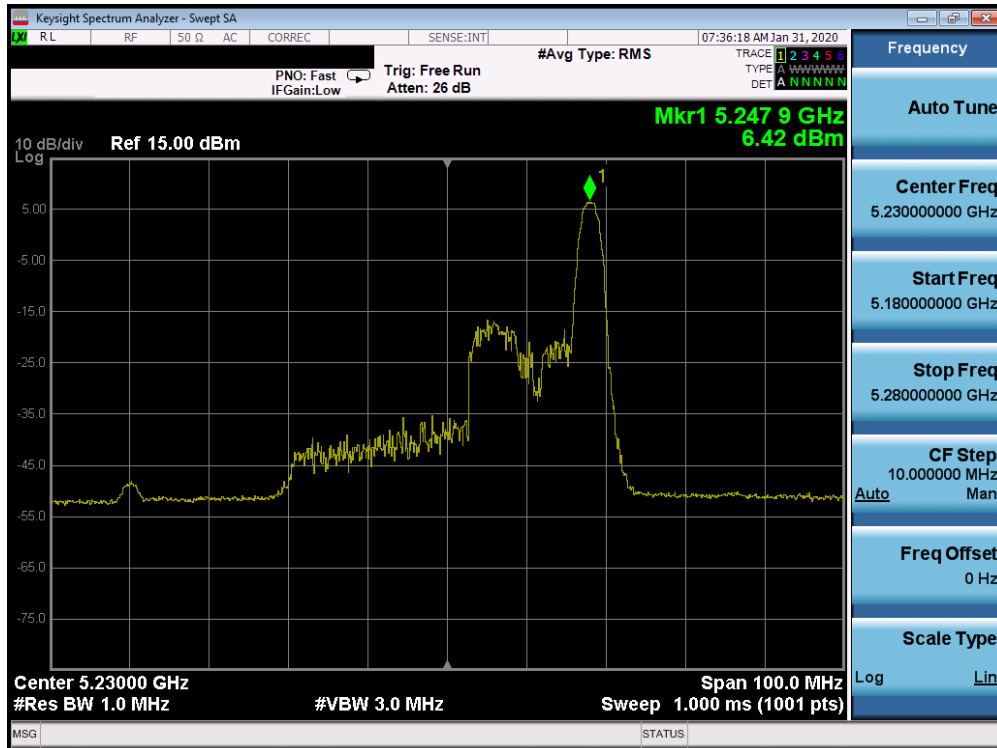 Keysight Spectrum Analyzer - Swept SA
LXI RL RF 50 Ω AC CORREC SENSE:INT 07:36:18 AM Jan 31, 2020
#Avg Type: RMS
TRACE 1 2 3 4 5 6
TYPE A WWWWW
DET A N N N N N
PNO: Fast
IFGain:Low
Trig: Free Run
Atten: 26 dB
Mkr1 5.247 9 GHz
6.42 dBm
10 dB/div
Log
Ref 15.00 dBm
1
5.00
-5.00
-15.0
-25.0
-35.0
-45.0
-55.0
-65.0
-75.0
Center 5.23000 GHz
Span 100.0 MHz
#Res BW 1.0 MHz
#VBW 3.0 MHz
Sweep 1.000 ms (1001 pts)
MSG
STATUS
Frequency
Auto Tune
Center Freq
5.230000000 GHz
Start Freq
5.180000000 GHz
Stop Freq
5.280000000 GHz
CF Step
10.000000 MHz
Auto Man
Freq Offset
0 Hz
Scale Type
Log Lin